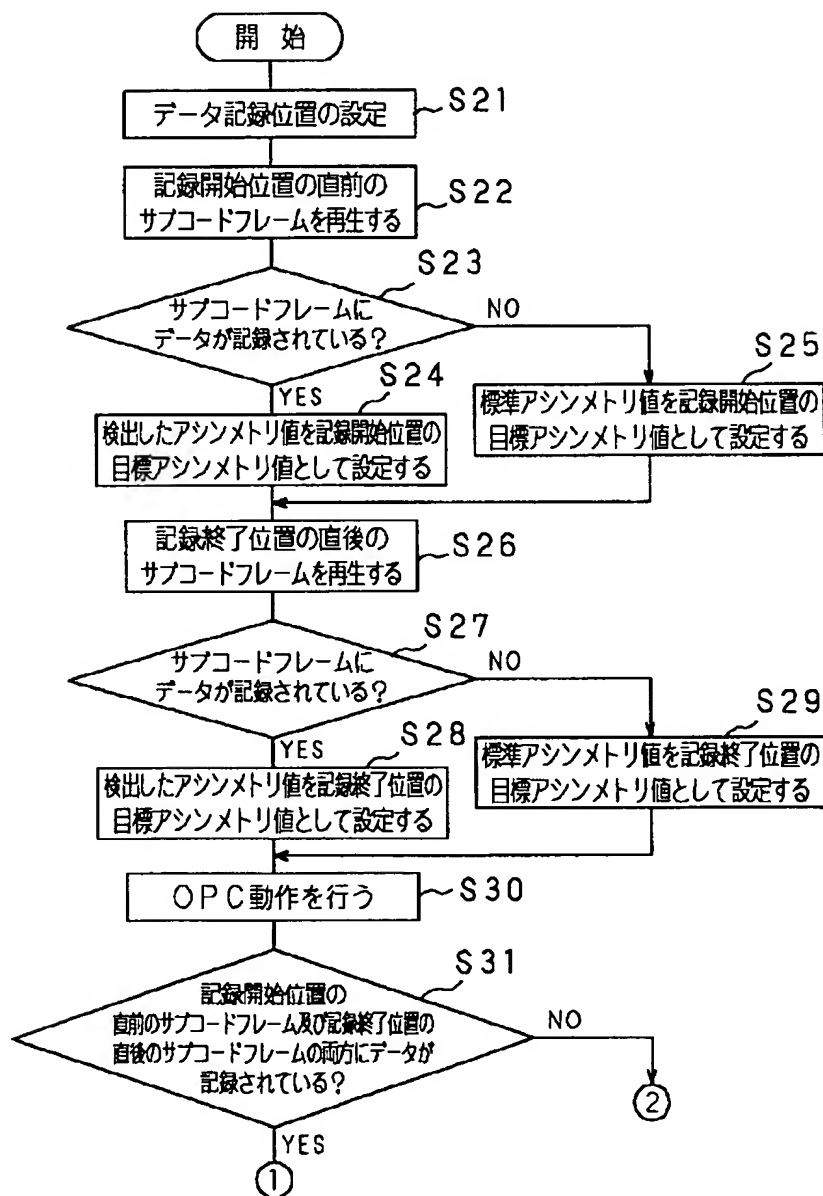 開 始
データ記録位置の設定
S21
記録開始位置の直前の
サブコードフレームを再生する
S22
S23
サブコードフレームに
データが記録されている?
NO
YES
S24
検出したアシンメトリ値を記録開始位置の
目標アシンメトリ値として設定する
S25
標準アシンメトリ値を記録開始位置の
目標アシンメトリ値として設定する
記録終了位置の直後の
サブコードフレームを再生する
S26
S27
サブコードフレームに
データが記録されている?
NO
YES
S28
検出したアシンメトリ値を記録終了位置の
目標アシンメトリ値として設定する
S29
標準アシンメトリ値を記録終了位置の
目標アシンメトリ値として設定する
OPC動作を行う
S30
S31
記録開始位置の
直前のサブコードフレーム及び記録終了位置の
直後のサブコードフレームの両方にデータが
記録されている?
NO
②
YES
①